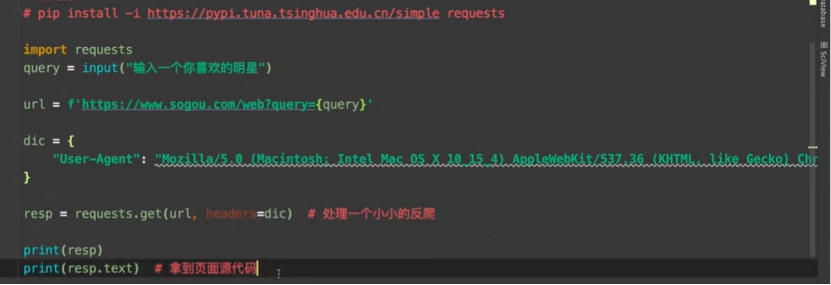 # pip install -i https://pypi.tuna.tsinghua.edu.cn/simple requests
import requests
query = input("输入一个你喜欢的明星")
url = f'https://www.sogou.com/web?query={query}'
dic = {
    "User-Agent": "Mozilla/5.0 (Macintosh; Intel Mac OS X 10_15_4) AppleWebKit/537.36 (KHTML, like Gecko) Chr
}
resp = requests.get(url, headers=dic)  # 处理一个小小的反爬
print(resp)
print(resp.text)  # 拿到页面源代码
Database
SciView